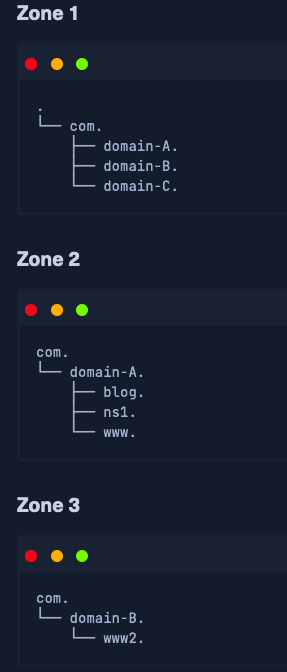 Zone 1
.
└── com.
    ├── domain-A.
    ├── domain-B.
    └── domain-C.
Zone 2
com.
└── domain-A.
    ├── blog.
    ├── ns1.
    └── www.
Zone 3
com.
└── domain-B.
    └── www2.